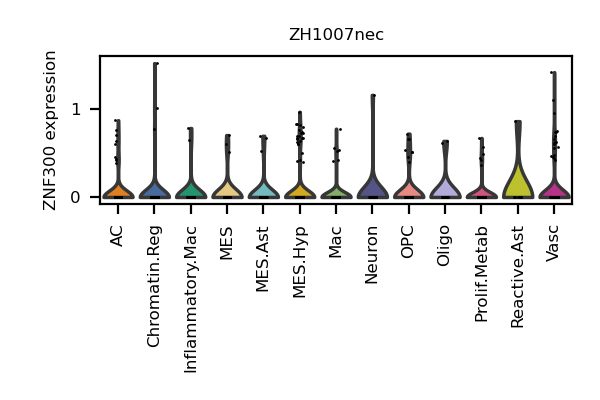 ZH1007nec
ZNF300 expression
1
0
AC
Chromatin.Reg
Inflammatory.Mac
MES
MES.Ast
MES.Hyp
Mac
Neuron
OPC
Oligo
Prolif.Metab
Reactive.Ast
Vasc